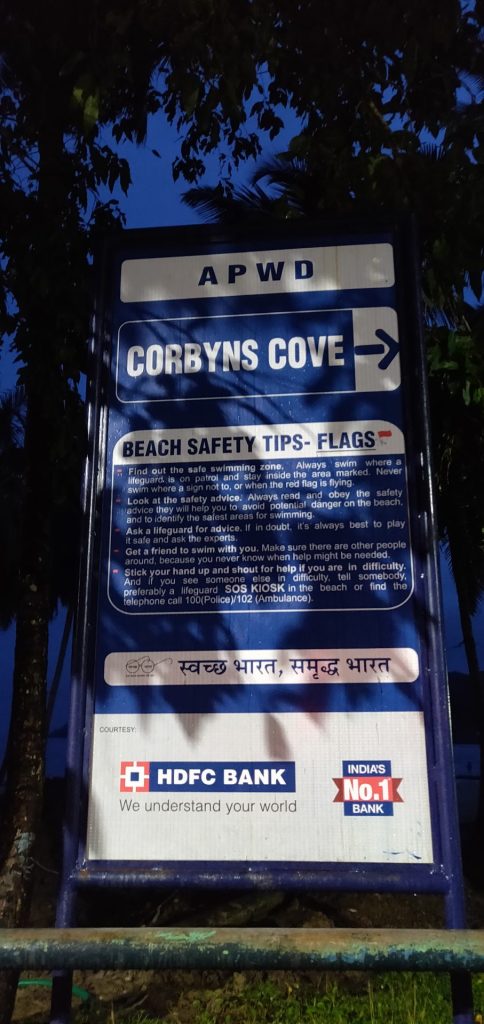 APWD
CORBYNS COVE
BEACH SAFETY TIPS- FLAGS
Find out the safe swimming zone. Always swim where a
lifeguard is on patrol and stay inside the area marked. Never
swim where a sign not to, or when the red flag is flying.
Look at the safety advice. Always read and obey the safety
advice they will help you to avoid potential danger on the beach,
and to identify the safest areas for swimming.
Ask a lifeguard for advice. If in doubt, it's always best to play
it safe and ask the experts.
Get a friend to swim with you. Make sure there are other people
around, because you never know when help might be needed.
Stick your hand up and shout for help if you are in difficulty.
And if you see someone else in difficulty, tell somebody,
preferably a lifeguard SOS KIOSK in the beach or find the
telephone call 100(Police)/102 (Ambulance).
स्वच्छ भारत, समृद्ध भारत
COURTESY:
HDFC BANK
We understand your world
INDIA'S
No.1
BANK